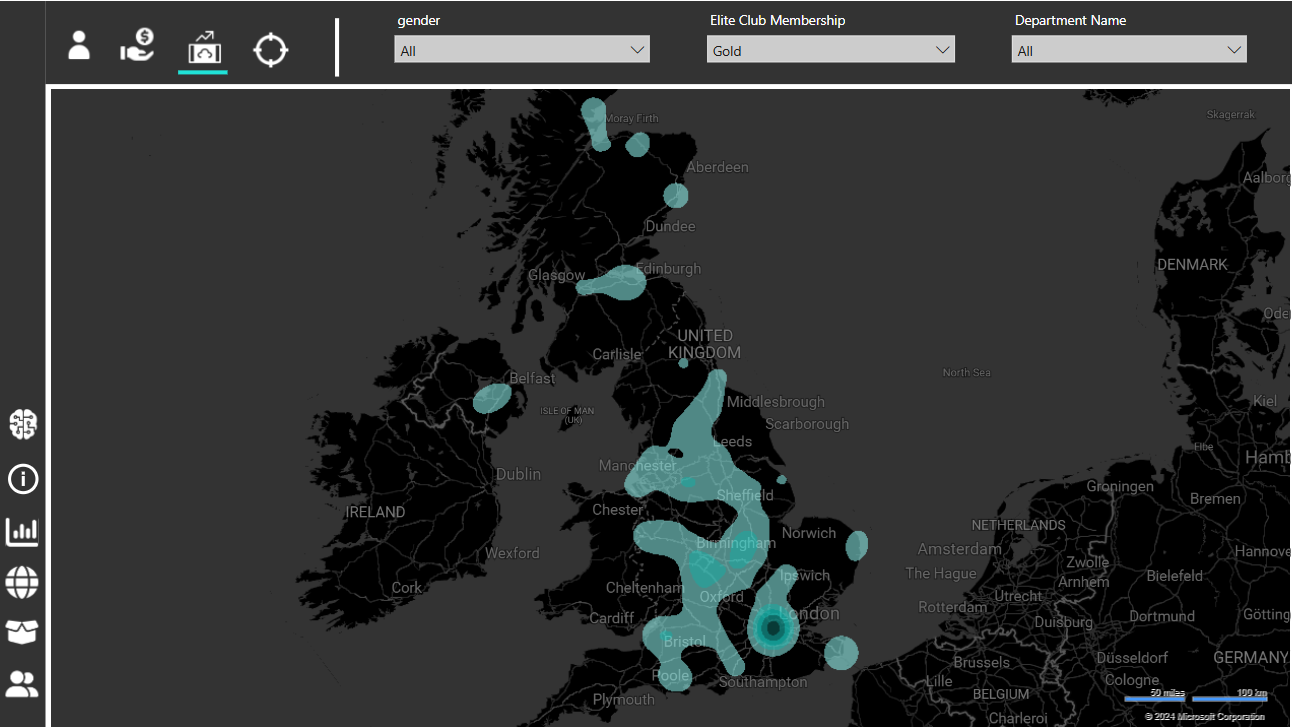 gender
Elite Club Membership
Department Name
All
Gold
All
Moray Firth
Skagerrak
Aberdeen
Aalborg
Dundee
DENMARK
Edinburgh
Glasgow
UNITED
KINGDOM
Carlisle
North Sea
Belfast
Middlesbrough
Kiel
ISLE OF MAN
(UK)
Scarborough
Leeds
Elbe
Manchester
Dublin
Sheffield
Groningen
Bremen
Chester
IRELAND
NETHERLANDS
Norwich
Birmingham
Amsterdam
Hannove
Wexford
Zwolle
The Hague
Ipswich
Bielefeld
Arnhem
Cork
Cheltenham
Oxford
Utrecht
Rotterdam
London
Dortmund
Götting
Cardiff
Duisburg
Bristol
Düsseldorf
GERMANY
Brussels
Poole
Southampton
Lille
Cologne
BELGIUM
50 miles
100 km
Plymouth
Charleroi
© 2024 Microsoft Corporation